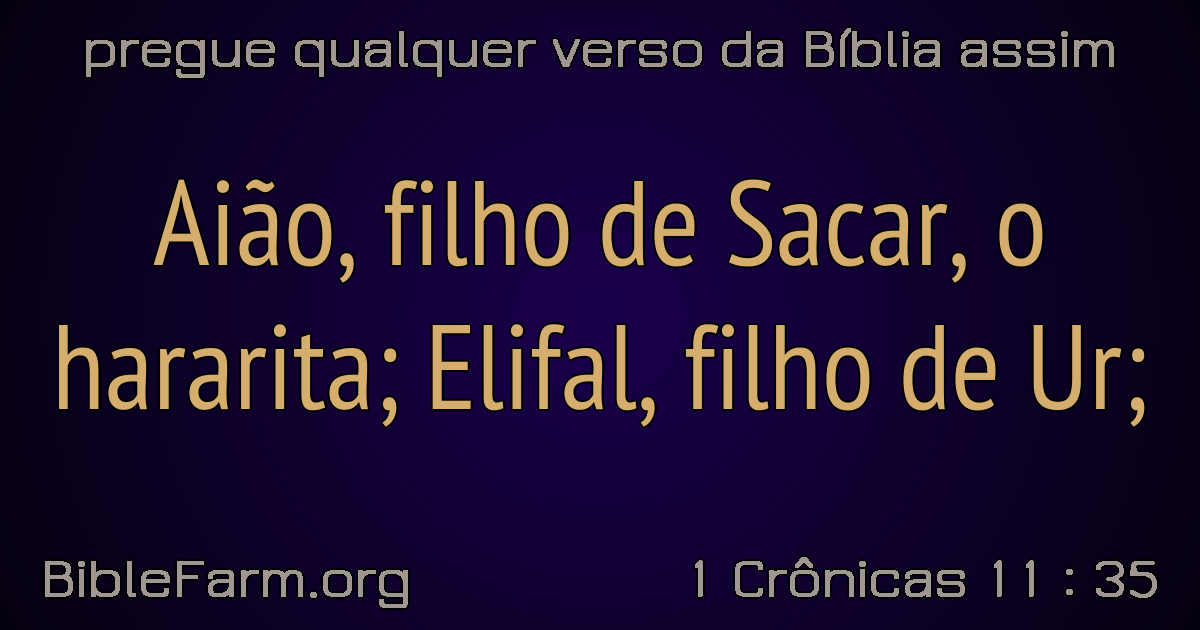 pregue qualquer verso da Bíblia assim
Aião, filho de Sacar, o
hararita; Elifal, filho de Ur;
BibleFarm.org
1 Crônicas 11 : 35